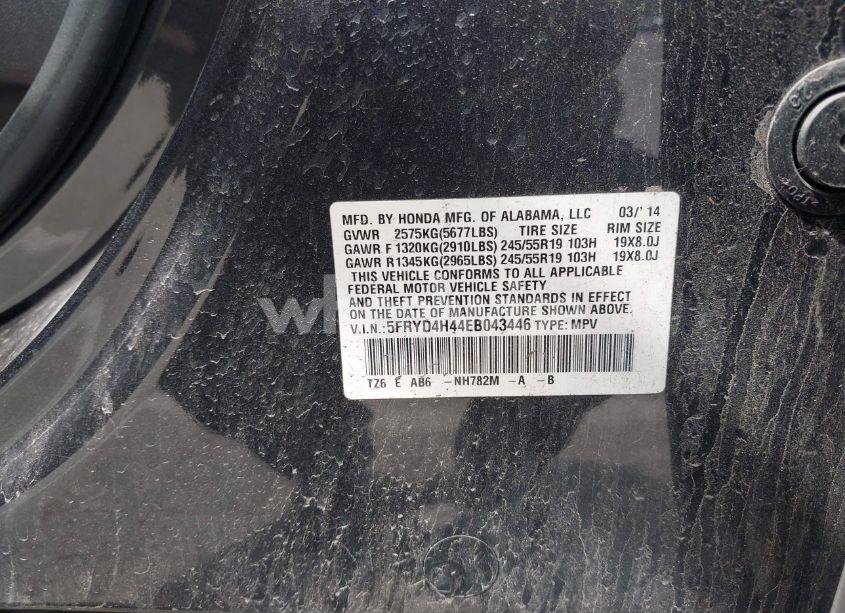 MFD. BY HONDA MFG. OF ALABAMA, LLC 03/'14
GVWR 2575KG(5677LBS) TIRE SIZE RIM SIZE
GAWR F 1320KG(2910LBS) 245/55R19 103H 19X8.0J
GAWR R 1345KG(2965LBS) 245/55R19 103H 19X8.0J
THIS VEHICLE CONFORMS TO ALL APPLICABLE
FEDERAL MOTOR VEHICLE SAFETY
AND THEFT PREVENTION STANDARDS IN EFFECT
ON THE DATE OF MANUFACTURE SHOWN ABOVE.
V.I.N.: 5FRYD4H44EB043446 TYPE: MPV
TZ6 E AB6 -NH782M -A -B